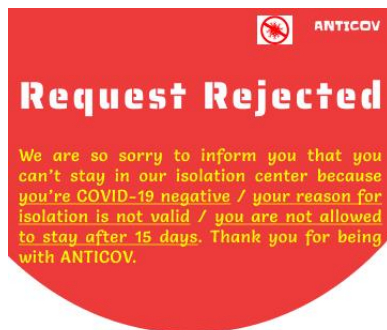 ANTICOV
Request Rejected
We are so sorry to inform you that you
can't stay in our isolation center because
you're COVID-19 negative / your reason for
isolation is not valid / you are not allowed
to stay after 15 days. Thank you for being
with ANTICOV.